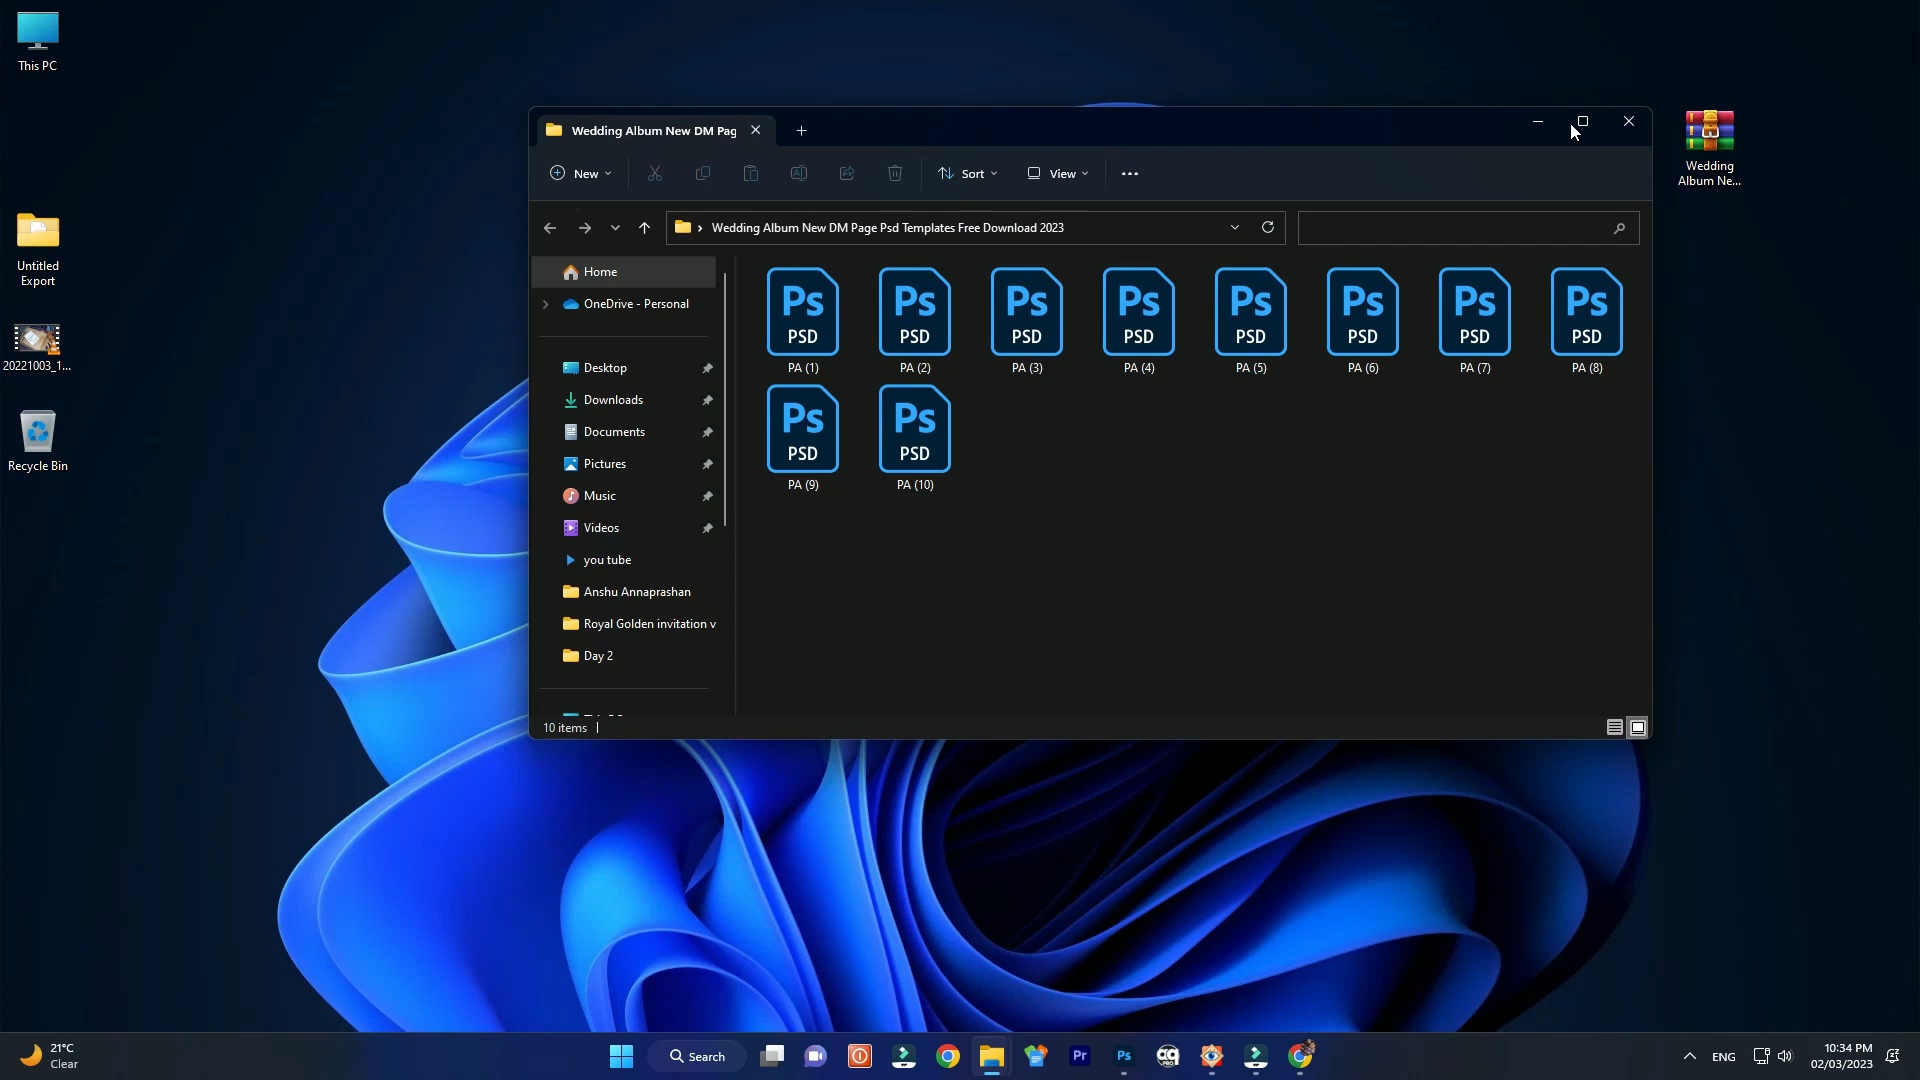 This PC
Untitled
Export
20221003_1...
Recycle Bin
Wedding Album New DM Pag
New
Sort
View
Wedding Album New DM Page Psd Templates Free Download 2023
Home
OneDrive - Personal
Desktop
Downloads
Documents
Pictures
Music
Videos
you tube
Anshu Annaprashan
Royal Golden invitation v
Day 2
Ps
PSD
PA (1)
Ps
PSD
PA (2)
Ps
PSD
PA (3)
Ps
PSD
PA (4)
Ps
PSD
PA (5)
Ps
PSD
PA (6)
Ps
PSD
PA (7)
Ps
PSD
PA (8)
Ps
PSD
PA (9)
Ps
PSD
PA (10)
10 items
Wedding
Album Ne...
21°C
Clear
Search
Pr
Ps
ENG
10:34 PM
02/03/2023